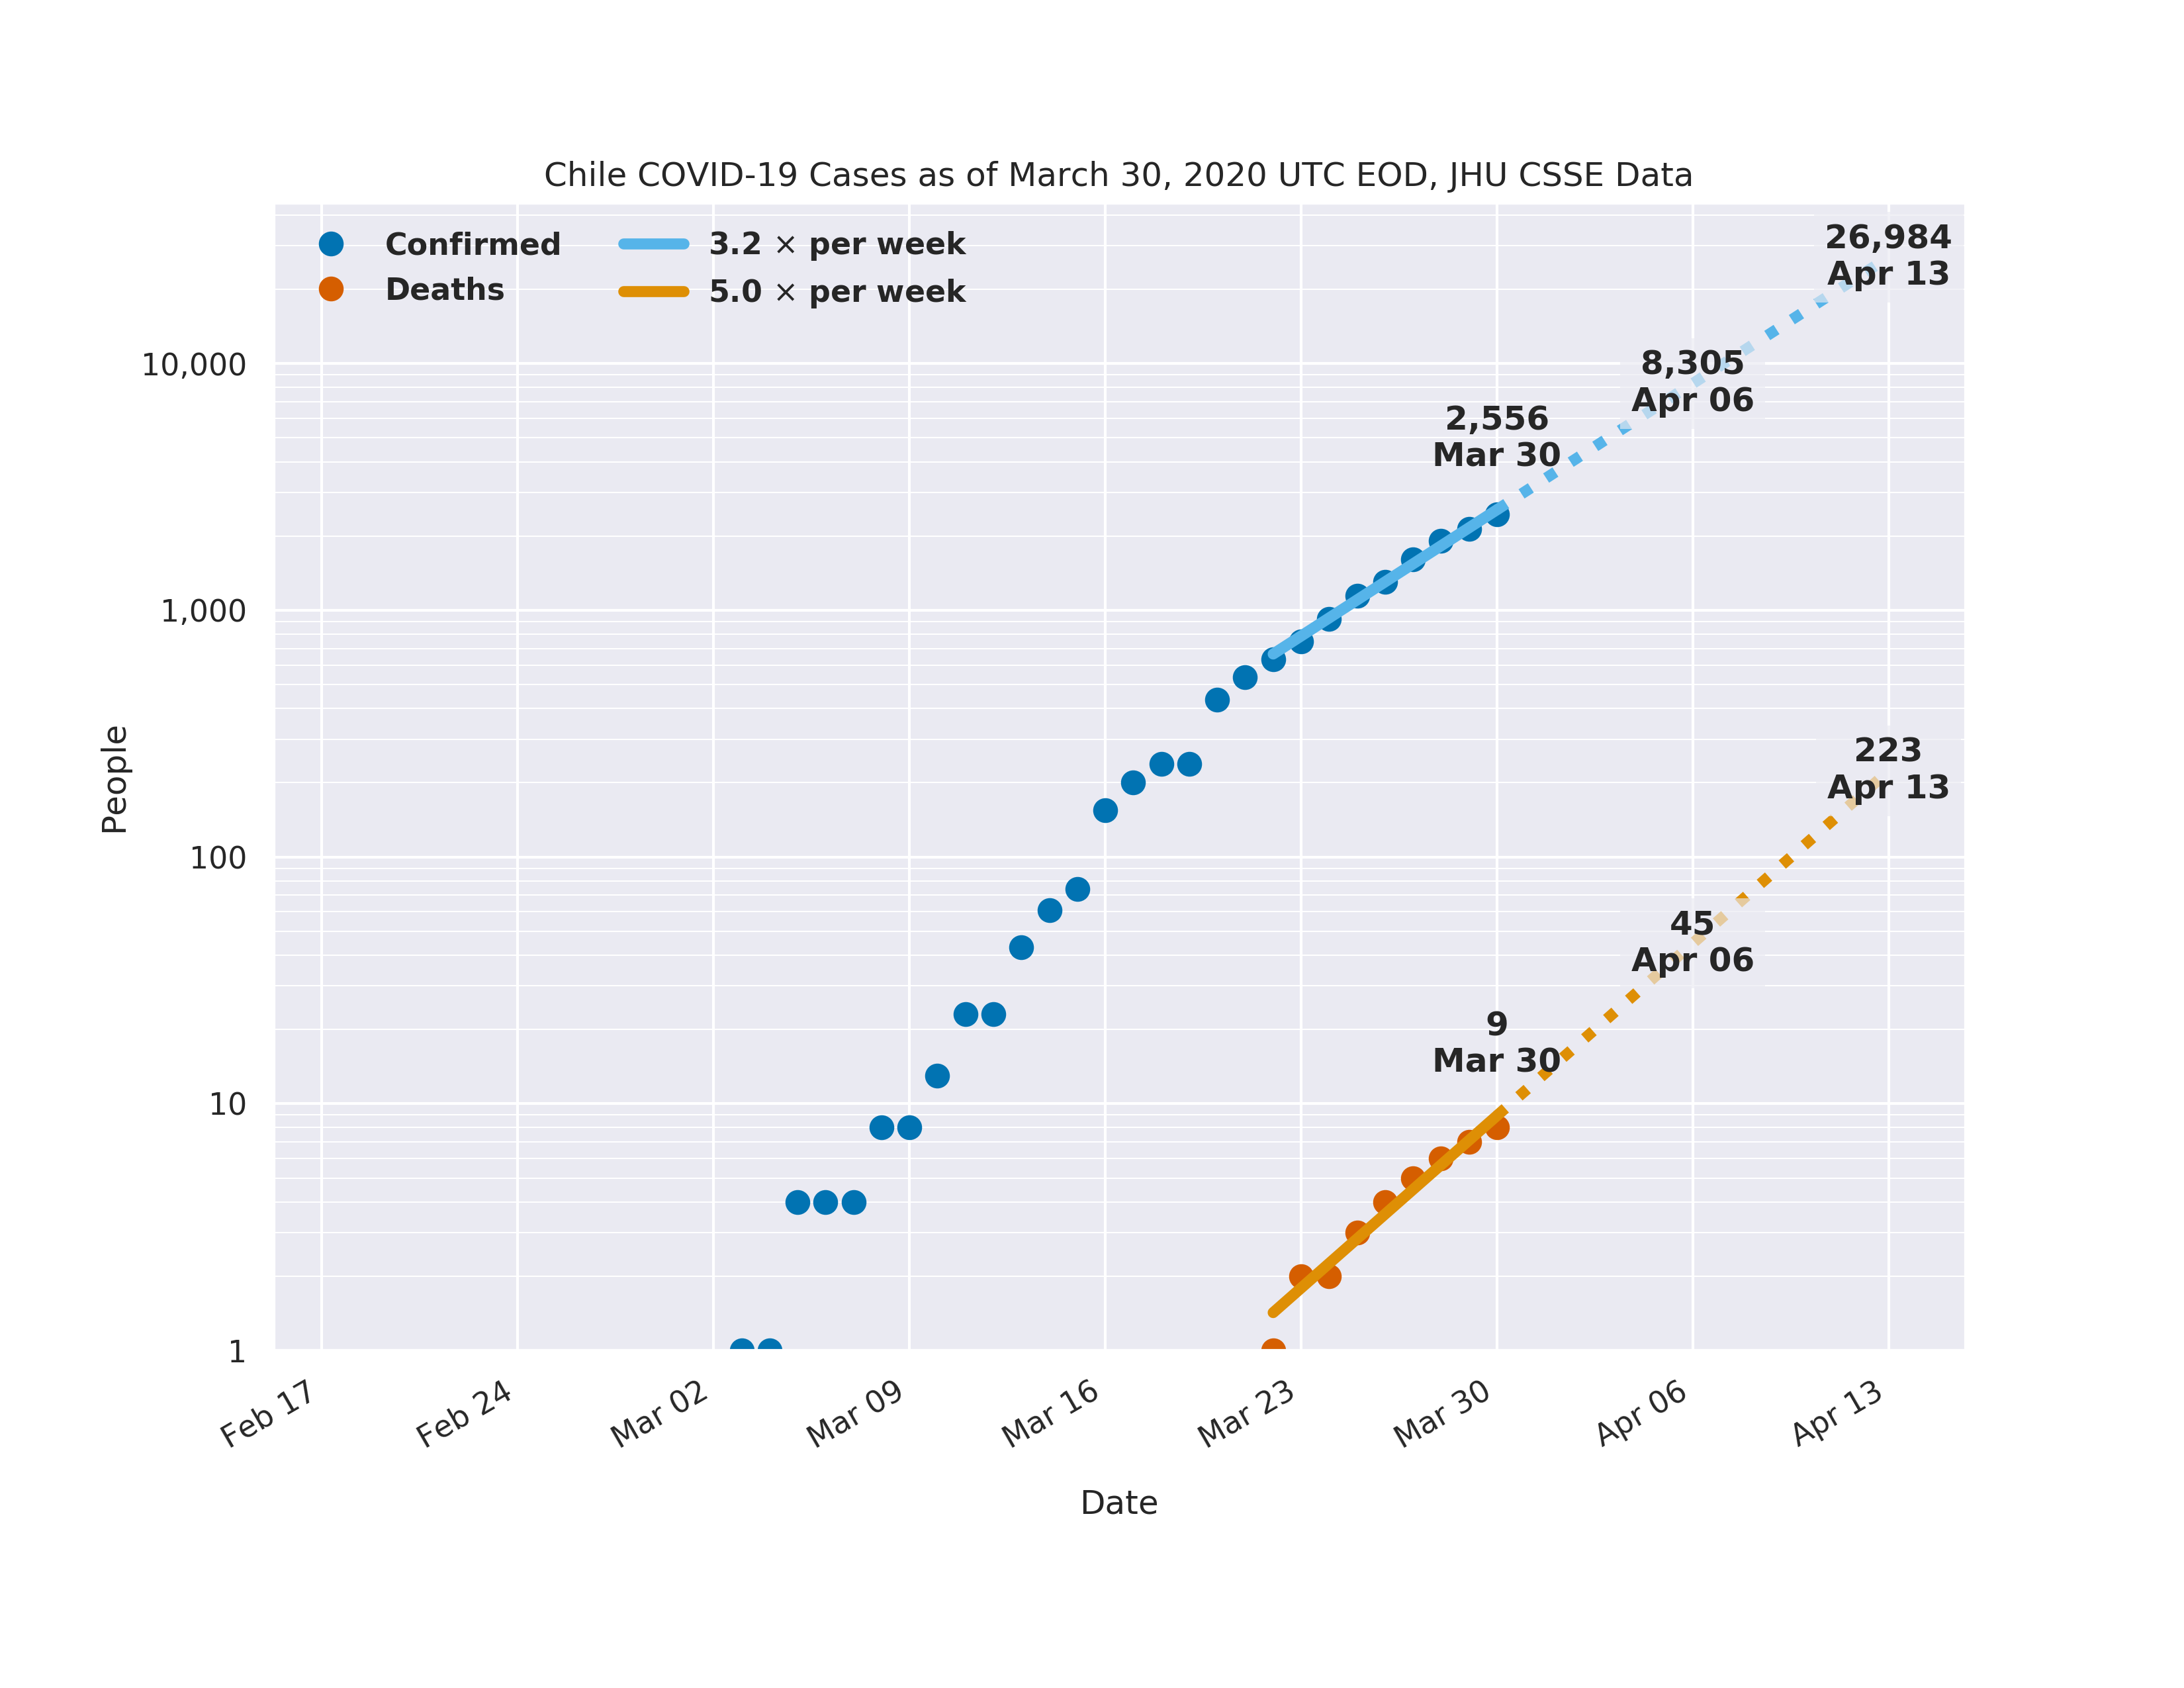 Chile COVID-19 Cases as of March 30, 2020 UTC EOD, JHU CSSE Data
Confirmed
Deaths
3.2 × per week
5.0 × per week
26,984
Apr 13
8,305
Apr 06
2,556
Mar 30
223
Apr 13
45
Apr 06
9
Mar 30
People
10,000
1,000
100
10
1
Feb 17
Feb 24
Mar 02
Mar 09
Mar 16
Mar 23
Mar 30
Apr 06
Apr 13
Date